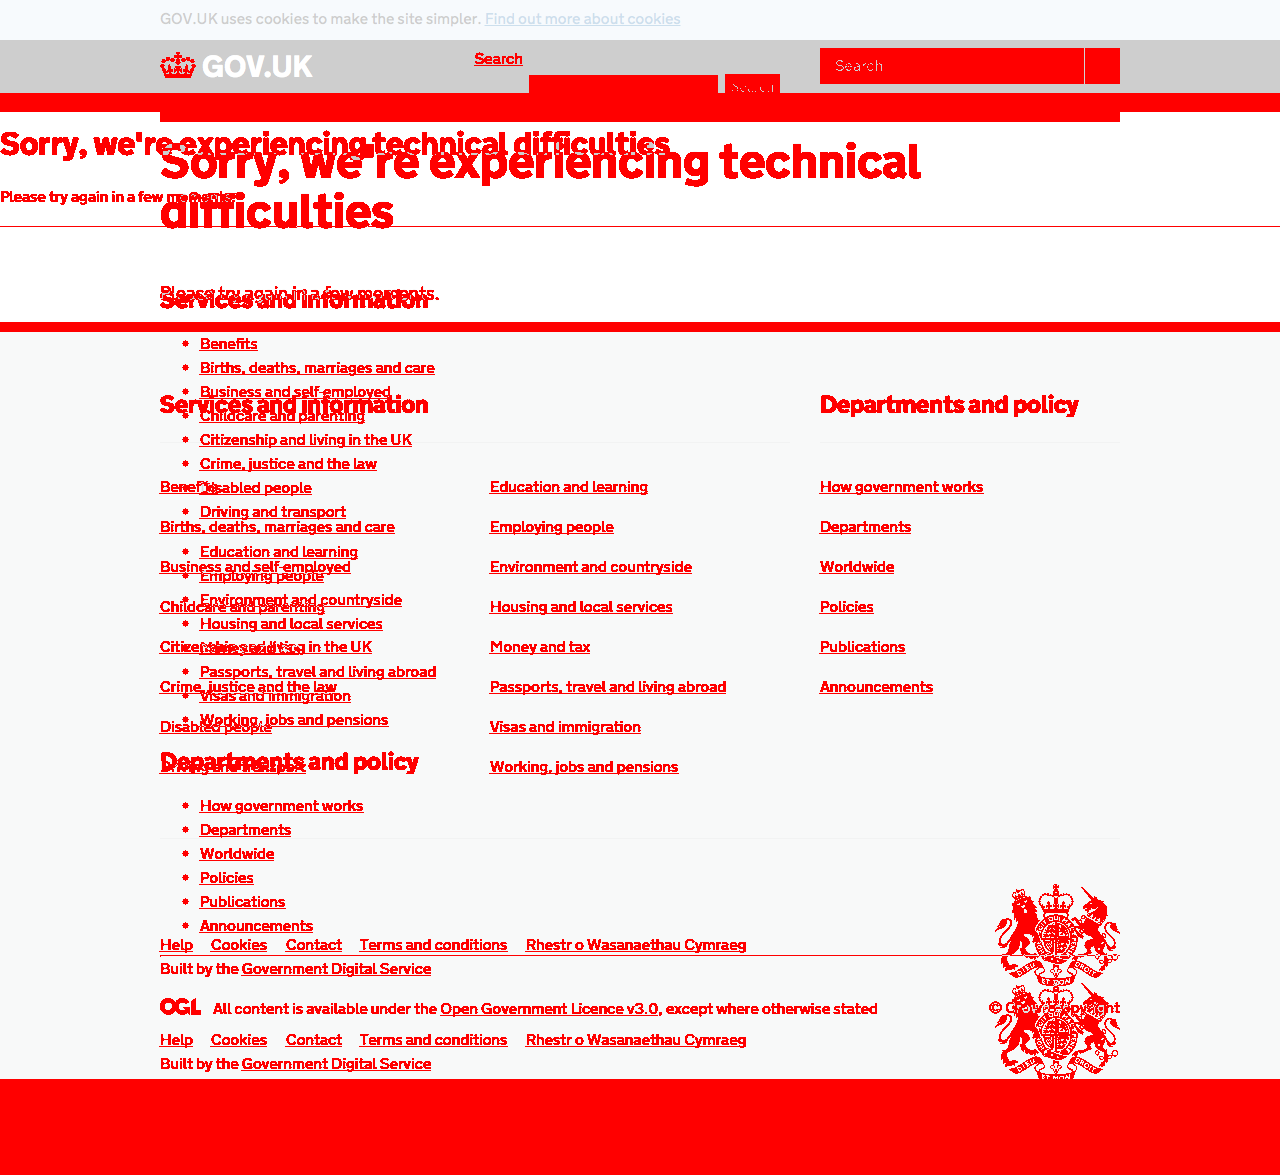 GOV.UK uses cookies to make the site simpler. Find out more about cookies
GOV.UK
Search
Search
Search
Sorry, we're experiencing technical difficulties
Sorry, we're experiencing technical
difficulties
Please try again in a few moments.
Please try again in a few moments.
Services and information
Benefits
Births, deaths, marriages and care
Business and self-employed
Childcare and parenting
Citizenship and living in the UK
Crime, justice and the law
Disabled people
Driving and transport
Education and learning
Employing people
Environment and countryside
Housing and local services
Passports, travel and living abroad
Visas and immigration
Working, jobs and pensions
Departments and policy
How government works
Departments
Worldwide
Policies
Publications
Announcements
Services and information
Benefits
Births, deaths, marriages and care
Business and self-employed
Childcare and parenting
Citizenship and living in the UK
Crime, justice and the law
Disabled people
Driving and transport
Education and learning
Employing people
Environment and countryside
Housing and local services
Money and tax
Passports, travel and living abroad
Visas and immigration
Working, jobs and pensions
Departments and policy
How government works
Departments
Worldwide
Policies
Publications
Announcements
Help Cookies Contact Terms and conditions Rhestr o Wasanaethau Cymraeg
Built by the Government Digital Service
OGL All content is available under the Open Government Licence v3.0, except where otherwise stated
© Crown copyright
Help Cookies Contact Terms and conditions Rhestr o Wasanaethau Cymraeg
Built by the Government Digital Service